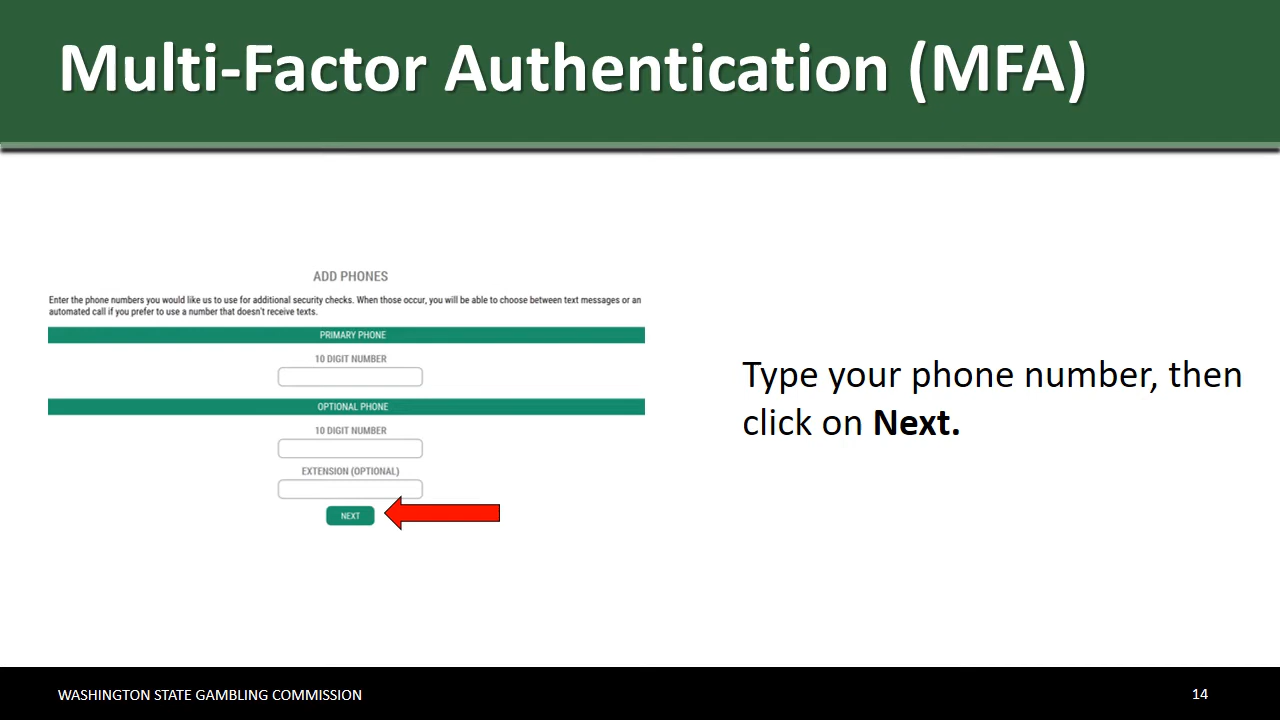 Multi-Factor Authentication (MFA)
ADD PHONES
Enter the phone numbers you would like us to use for additional security checks. When those occur, you will be able to choose between text messages or an
automated call if you prefer to use a number that doesn't receive texts.
PRIMARY PHONE
10 DIGIT NUMBER
OPTIONAL PHONE
10 DIGIT NUMBER
EXTENSION (OPTIONAL)
NEXT
Type your phone number, then
click on Next.
WASHINGTON STATE GAMBLING COMMISSION
14